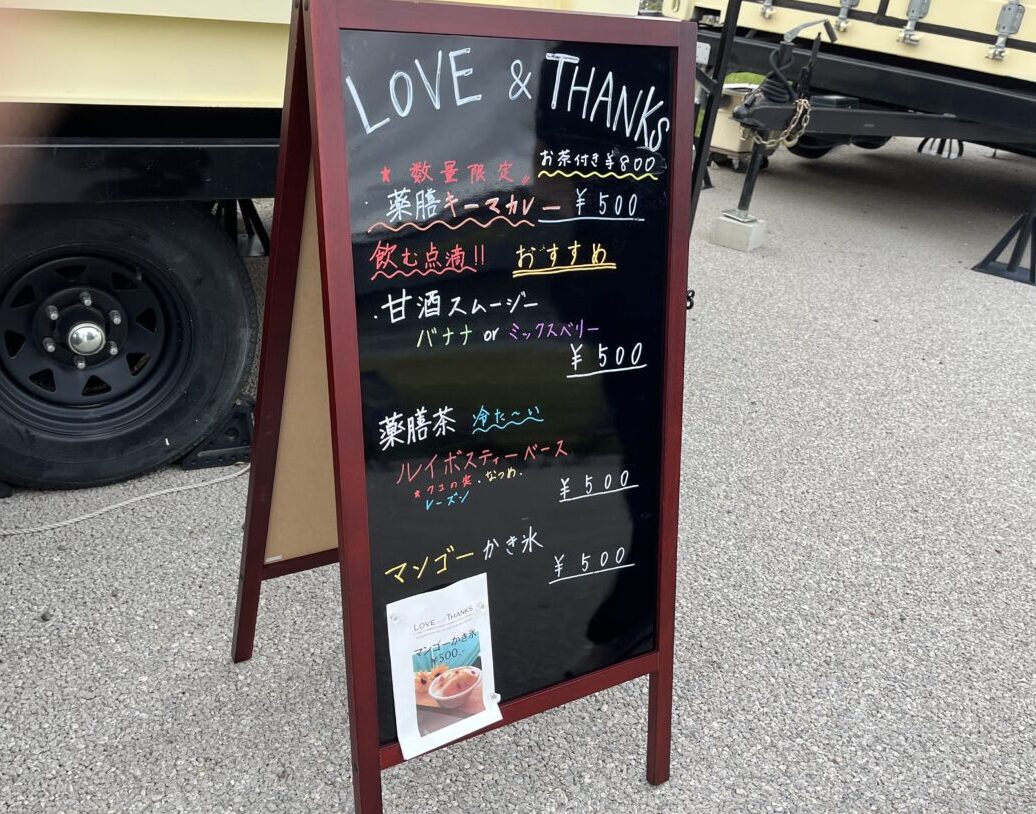 LOVE & THANKS
お茶付き¥800
★ 数量限定〃
・薬膳キーマカレー ¥500
飲む点滴!! おすすめ
・甘酒スムージー
バナナ or ミックスベリー
¥500
薬膳茶 冷た〜い
ルイボスティーベース
★クコの実、なつめ、
レーズン
¥500
マンゴーかき氷 ¥500
LOVE and THANKS
マンゴーかき氷
¥500.-